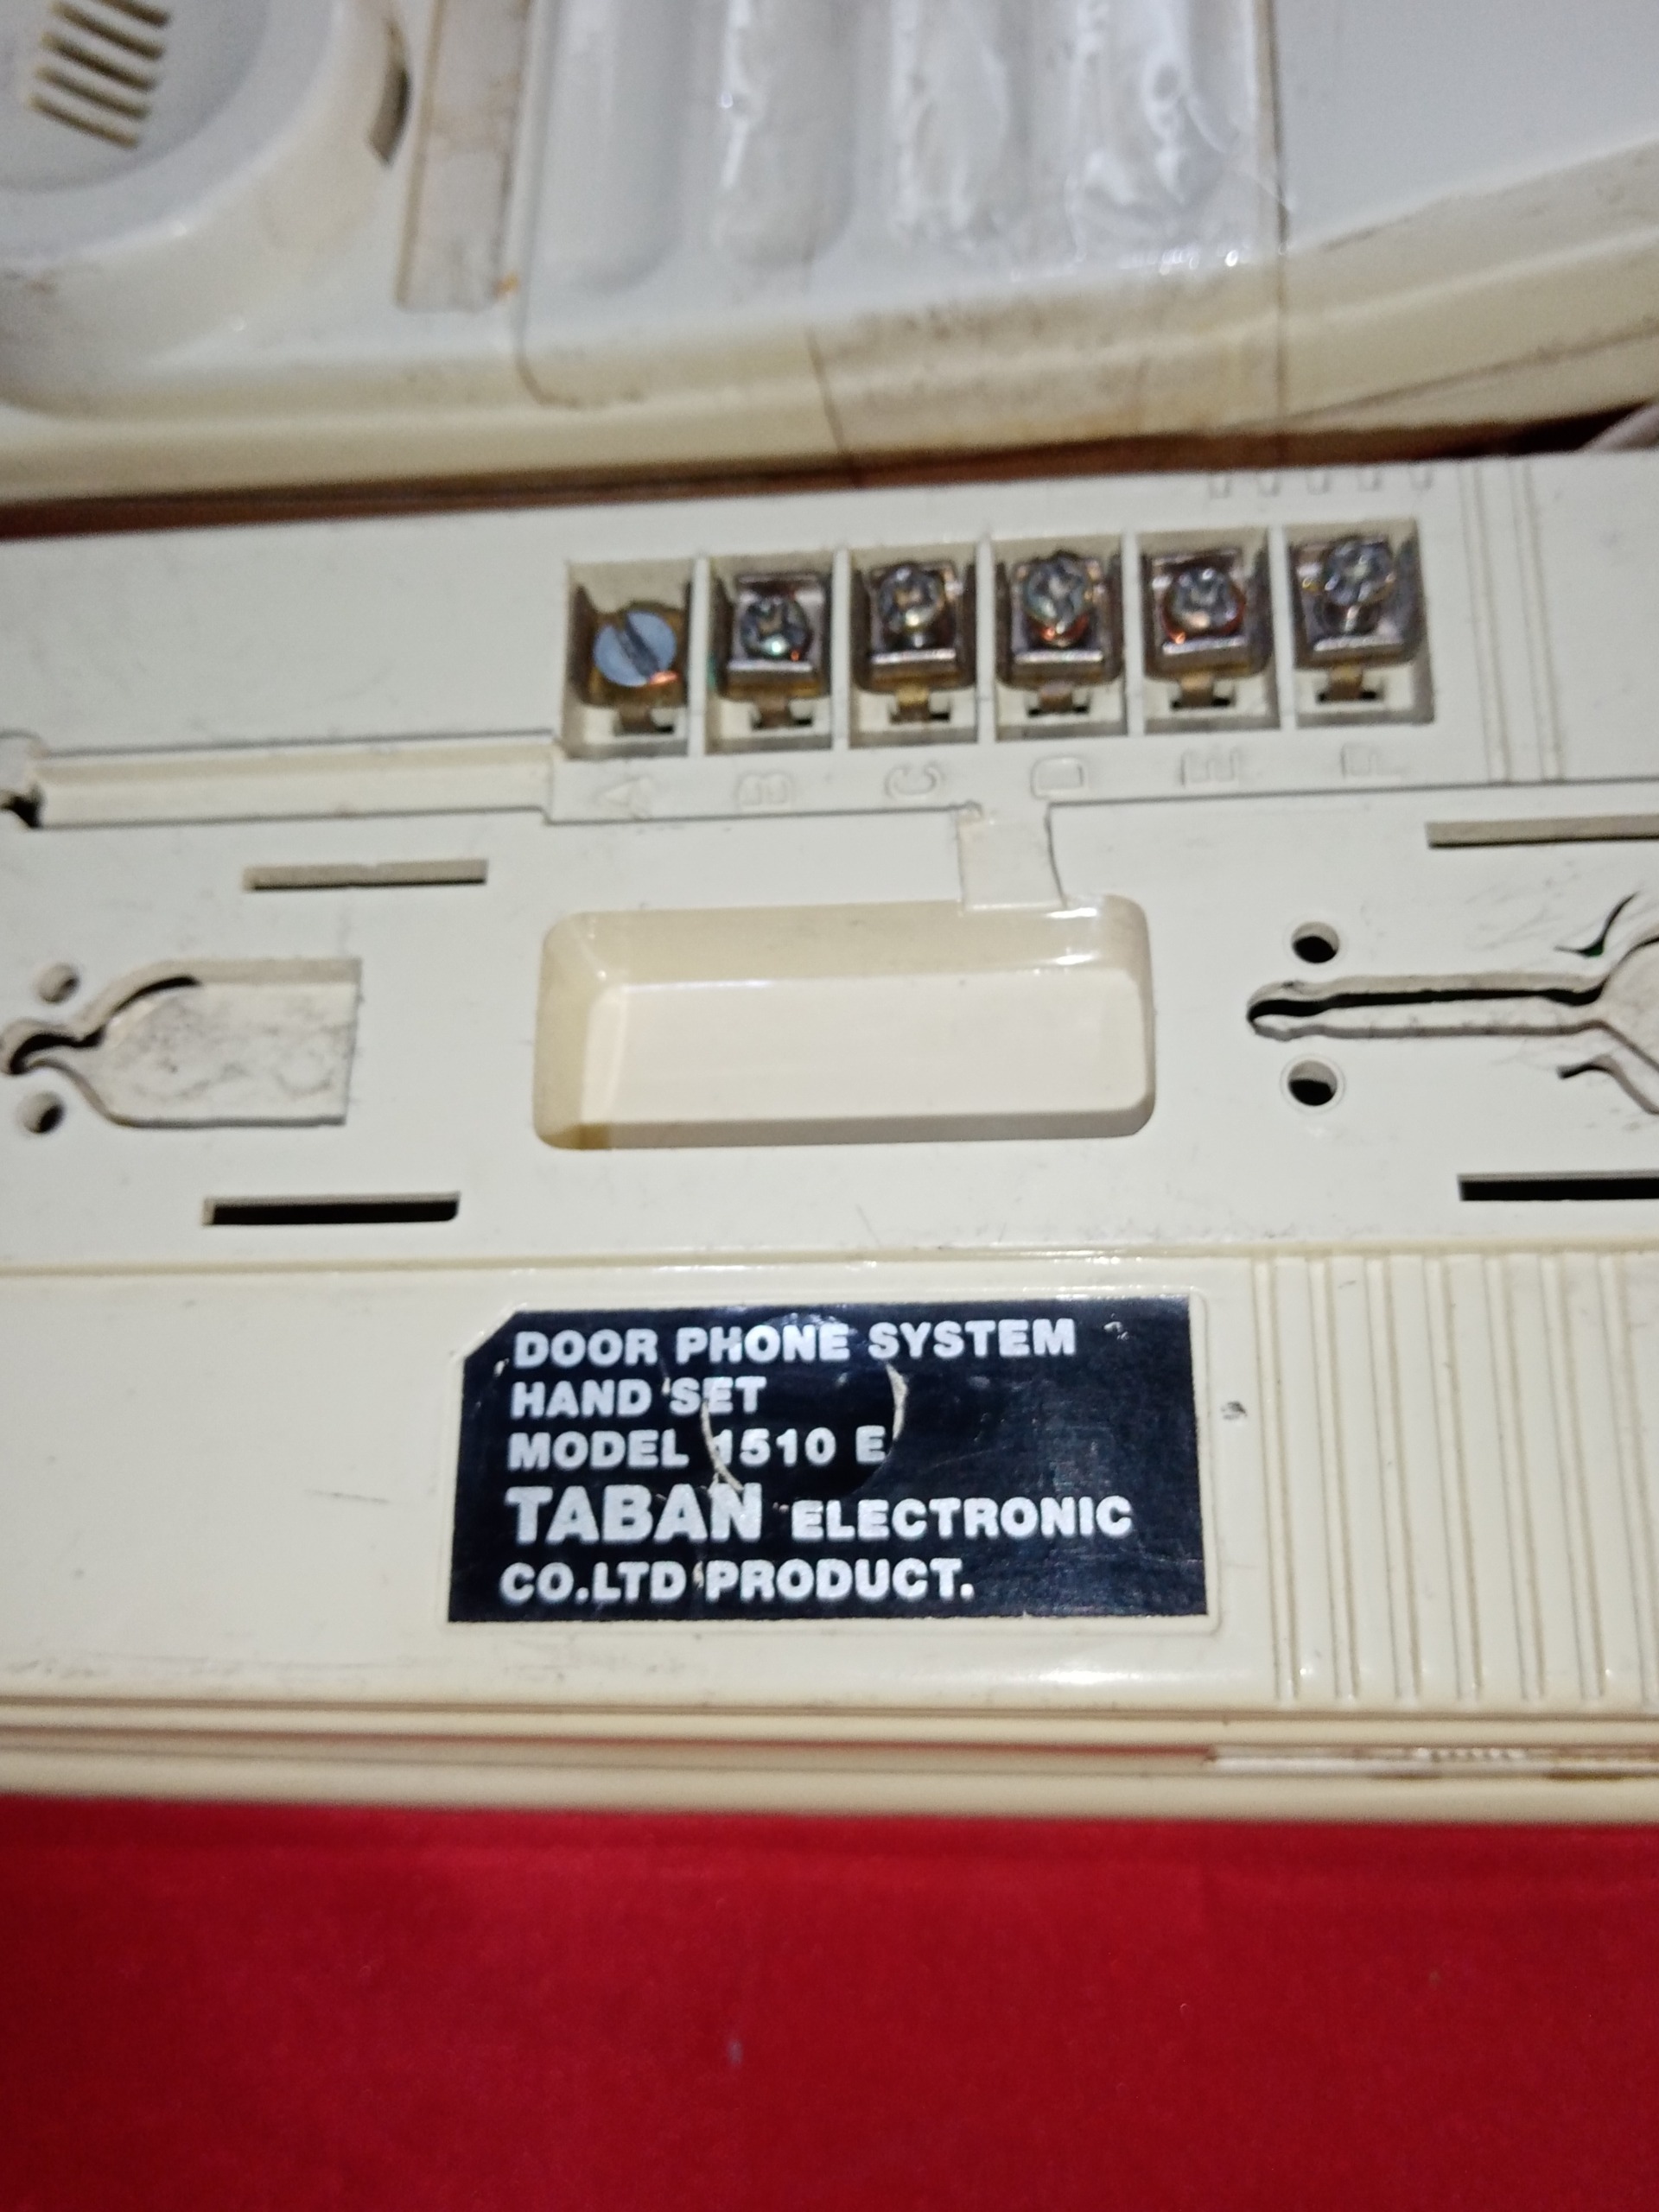 A B C D E F
DOOR PHONE SYSTEM
HAND SET
MODEL 1510 E
TABAN ELECTRONIC
CO.LTD PRODUCT.